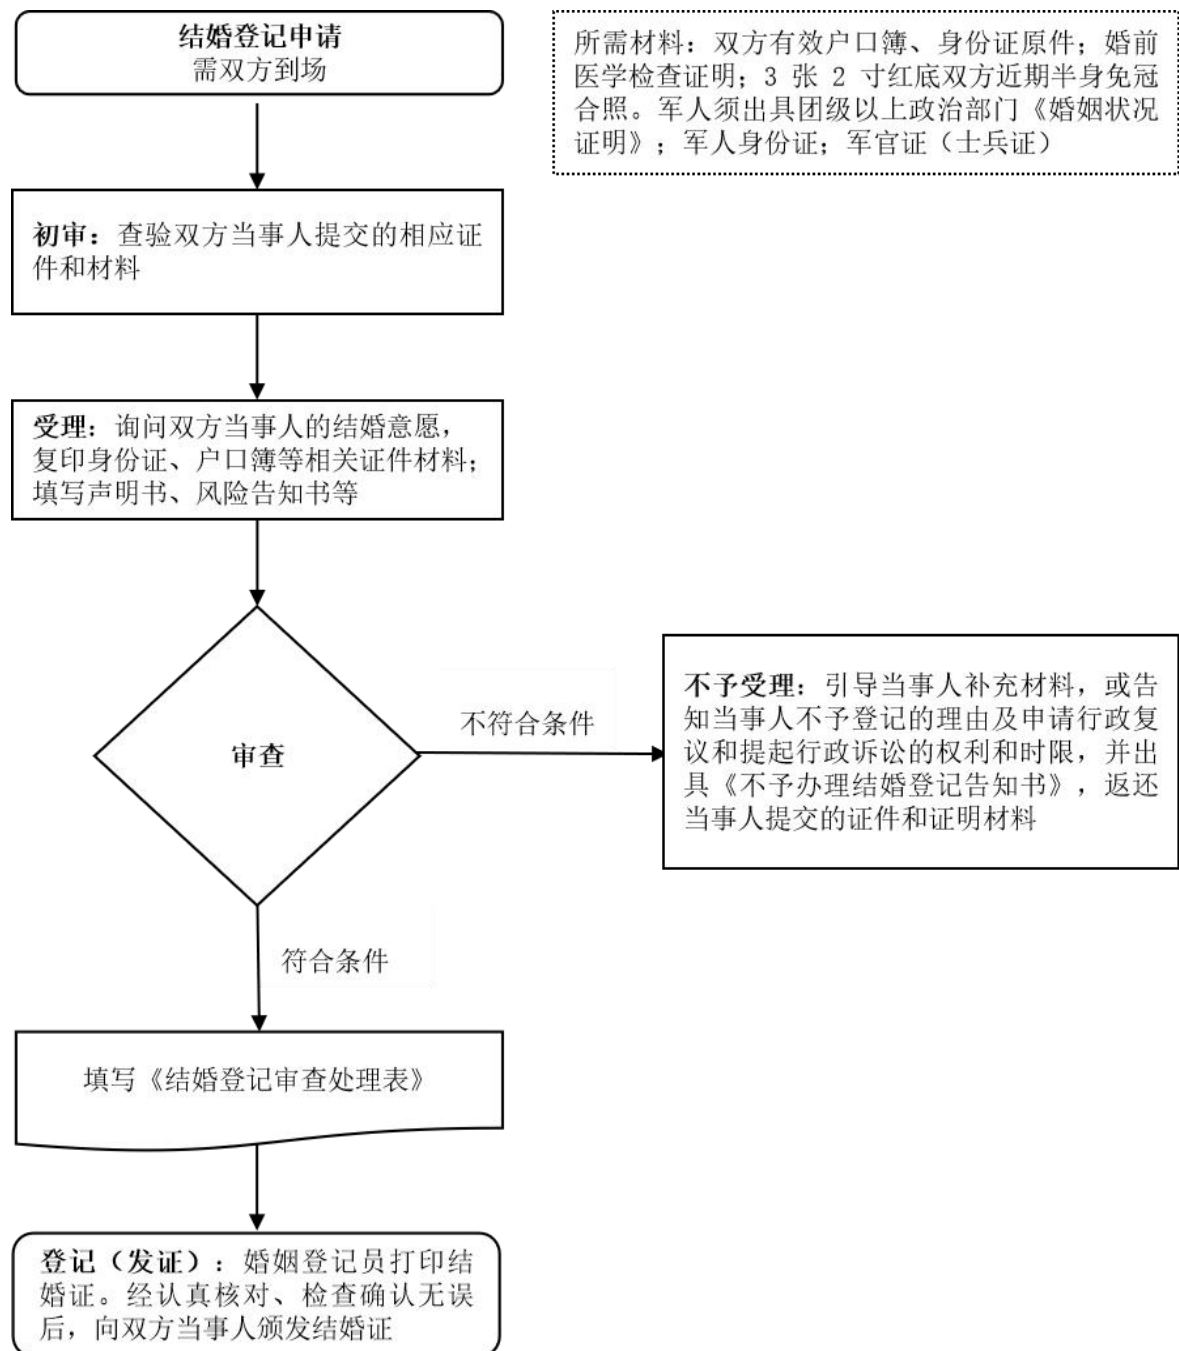 结婚登记申请
需双方到场
所需材料：双方有效户口簿、身份证原件；婚前
医学检查证明；3 张 2 寸红底双方近期半身免冠
合照。军人须出具团级以上政治部门《婚姻状况
证明》；军人身份证；军官证（士兵证）
初审：查验双方当事人提交的相应证
件和材料
受理：询问双方当事人的结婚意愿，
复印身份证、户口簿等相关证件材料；
填写声明书、风险告知书等
审查
不符合条件
不予受理：引导当事人补充材料，或告
知当事人不予登记的理由及申请行政复
议和提起行政诉讼的权利和时限，并出
具《不予办理结婚登记告知书》，返还
当事人提交的证件和证明材料
符合条件
填写《结婚登记审查处理表》
登记（发证）：婚姻登记员打印结
婚证。经认真核对、检查确认无误
后，向双方当事人颁发结婚证